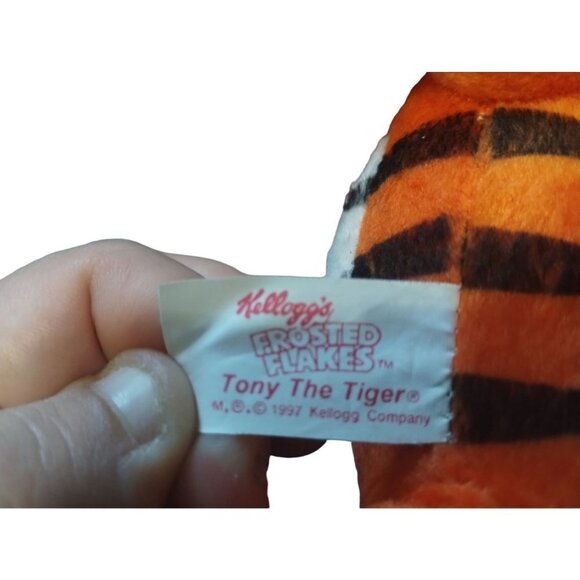 Kellogg's
FROSTED
FLAKES™
Tony The Tiger®
M, ®, © 1997 Kellogg Company